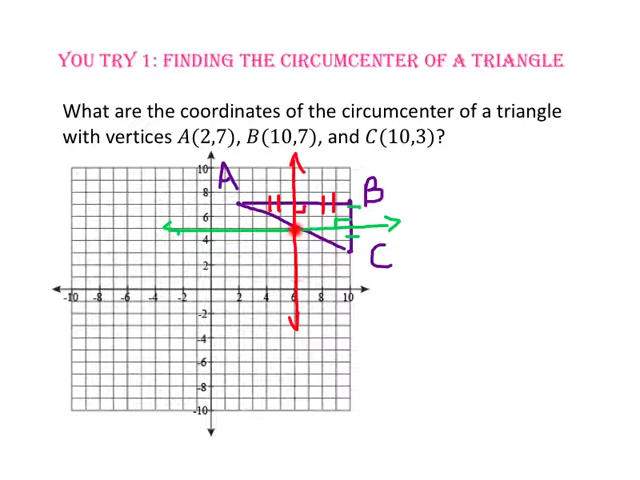 YOU TRY 1: FINDING THE CIRCUMCENTER OF A TRIANGLE
What are the coordinates of the circumcenter of a triangle
with vertices A(2,7), B(10,7), and C(10,3)?
10
A
8
B
6
4
C
2
-10 -8 -6 -4 -2 2 4 6 8 10
-2
-4
-6
-8
-10